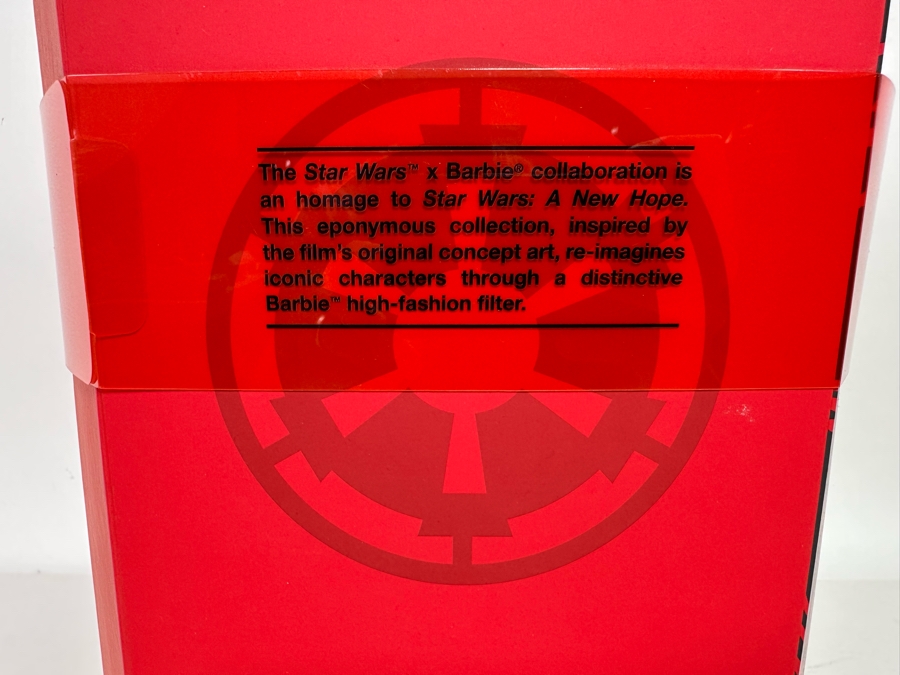 The Star Wars™ x Barbie® collaboration is
an homage to Star Wars: A New Hope.
This eponymous collection, inspired by
the film's original concept art, re-imagines
iconic characters through a distinctive
Barbie™ high-fashion filter.